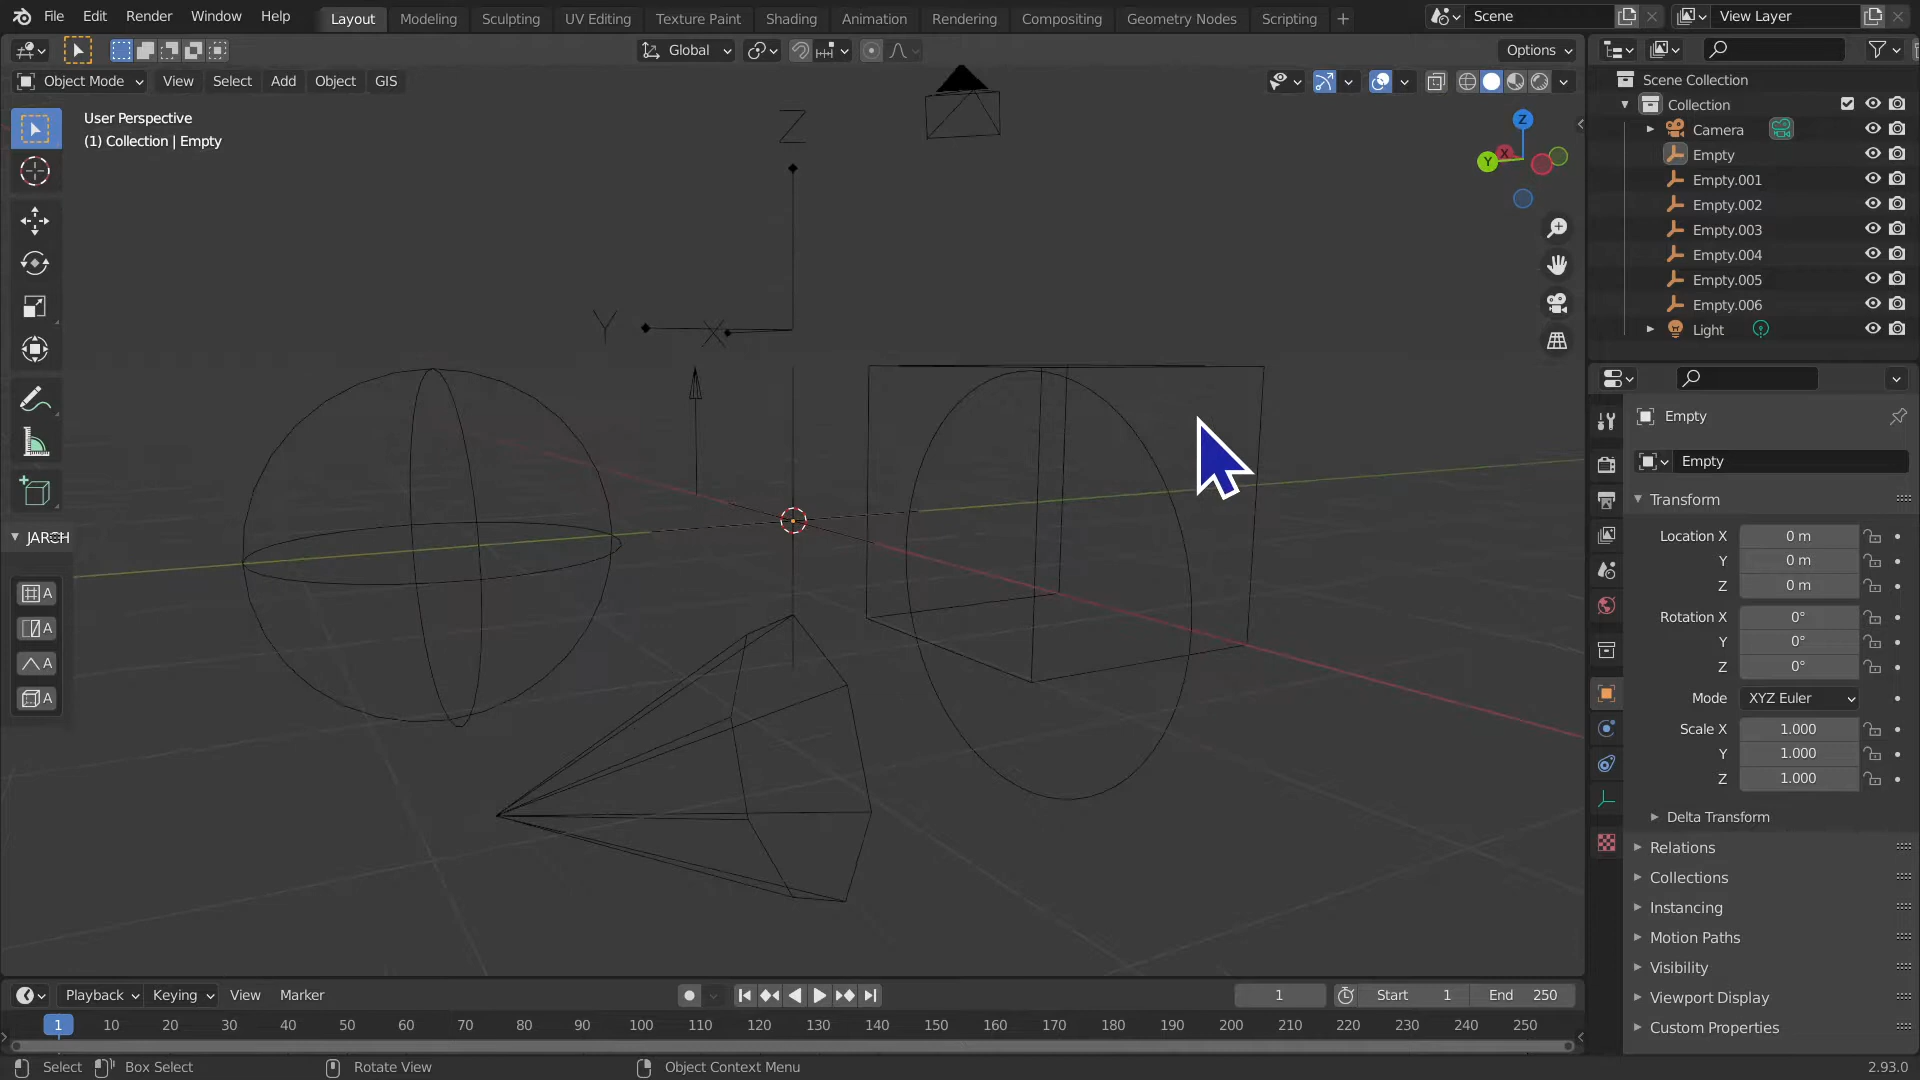 File Edit Render Window Help Layout Modeling Sculpting UV Editing Texture Paint Shading Animation Rendering Compositing Geometry Nodes Scripting + Scene View Layer
Global Options
Object Mode View Select Add Object GIS
User Perspective
(1) Collection | Empty
Z
Y X
Z
Y X
JARCH
A
A
A
A
Scene Collection
Collection
Camera
Empty
Empty.001
Empty.002
Empty.003
Empty.004
Empty.005
Empty.006
Light
Empty
Empty
Transform
Location X 0 m
Y 0 m
Z 0 m
Rotation X 0°
Y 0°
Z 0°
Mode XYZ Euler
Scale X 1.000
Y 1.000
Z 1.000
Delta Transform
Relations
Collections
Instancing
Motion Paths
Visibility
Viewport Display
Custom Properties
Playback Keying View Marker 1 Start 1 End 250
1 10 20 30 40 50 60 70 80 90 100 110 120 130 140 150 160 170 180 190 200 210 220 230 240 250
Select Box Select Rotate View Object Context Menu 2.93.0